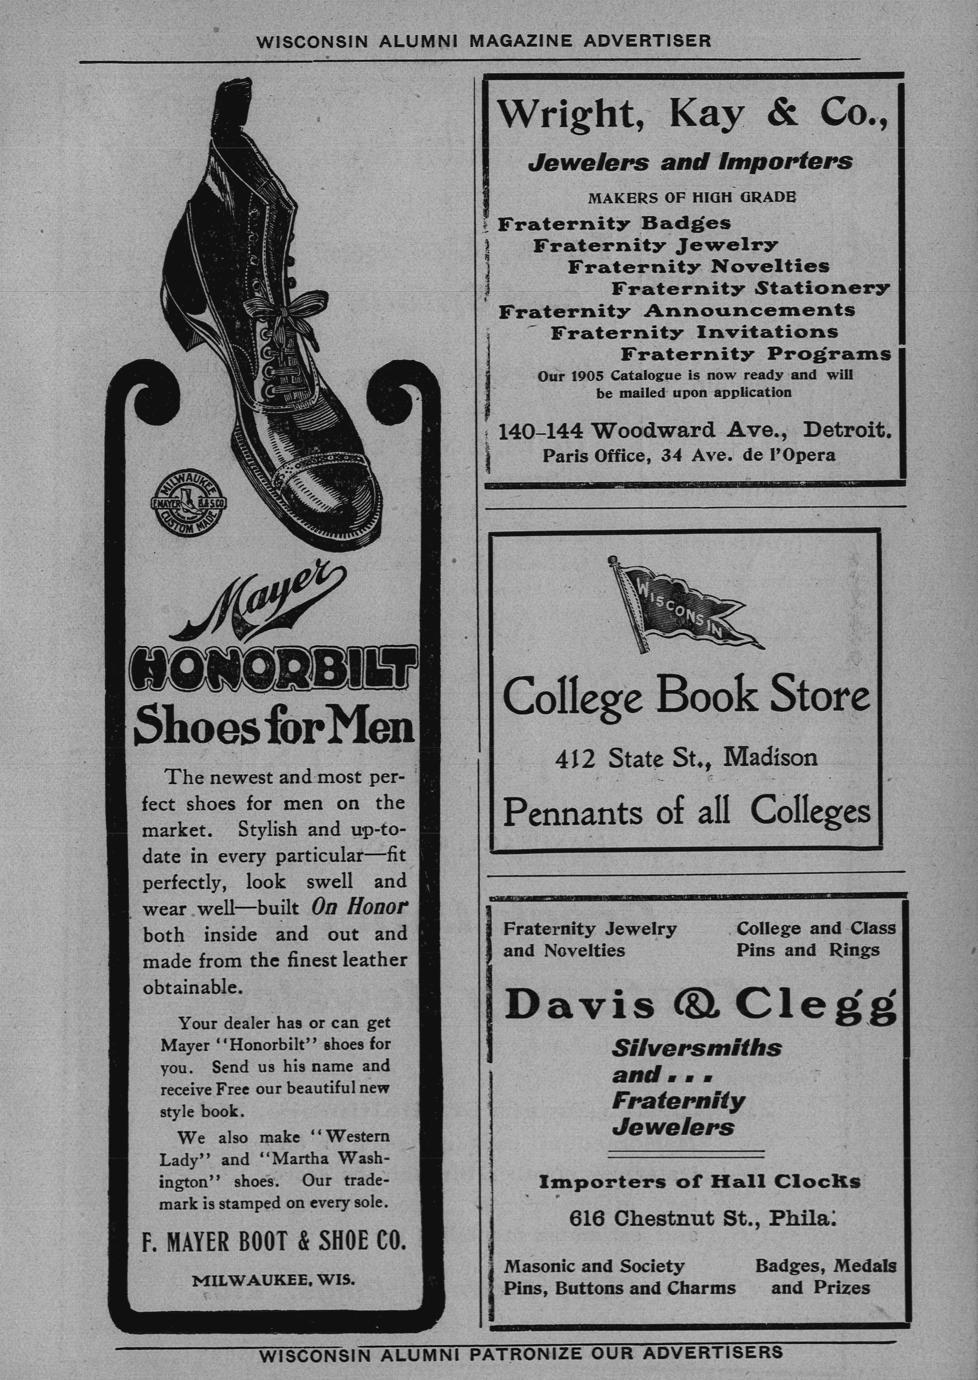 WISCONSIN ALUMNI MAGAZINE ADVERTISER
MILWAUKEE
F. MAYER B. & S. CO.
CUSTOM MADE
Mayer
HONORBILT
Shoes for Men
The newest and most per-
fect shoes for men on the
market. Stylish and up-to-
date in every particular—fit
perfectly, look swell and
wear well—built On Honor
both inside and out and
made from the finest leather
obtainable.
Your dealer has or can get
Mayer "Honorbilt" shoes for
you. Send us his name and
receive Free our beautiful new
style book.
We also make "Western
Lady" and "Martha Wash-
ington" shoes. Our trade-
mark is stamped on every sole.
F. MAYER BOOT & SHOE CO.
MILWAUKEE, WIS.
Wright, Kay & Co.,
Jewelers and Importers
MAKERS OF HIGH GRADE
Fraternity Badges
Fraternity Jewelry
Fraternity Novelties
Fraternity Stationery
Fraternity Announcements
Fraternity Invitations
Fraternity Programs
Our 1905 Catalogue is now ready and will
be mailed upon application
140-144 Woodward Ave., Detroit.
Paris Office, 34 Ave. de l'Opera
WISCONSIN
College Book Store
412 State St., Madison
Pennants of all Colleges
Fraternity Jewelry
and Novelties
College and Class
Pins and Rings
Davis & Clegg
Silversmiths
and . . .
Fraternity
Jewelers
Importers of Hall Clocks
616 Chestnut St., Phila.
Masonic and Society
Pins, Buttons and Charms
Badges, Medals
and Prizes
WISCONSIN ALUMNI PATRONIZE OUR ADVERTISERS